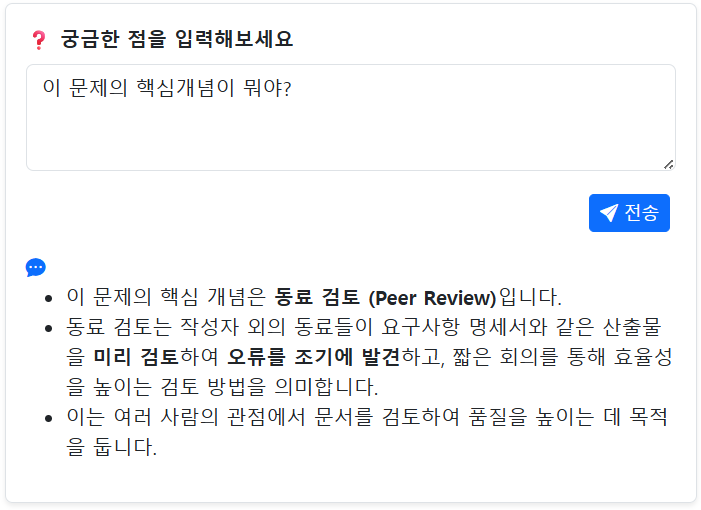 ❓ 궁금한 점을 입력해보세요
이 문제의 핵심개념이 뭐야?
전송
• 이 문제의 핵심 개념은 동료 검토 (Peer Review)입니다.
• 동료 검토는 작성자 외의 동료들이 요구사항 명세서와 같은 산출물
을 미리 검토하여 오류를 조기에 발견하고, 짧은 회의를 통해 효율성
을 높이는 검토 방법을 의미합니다.
• 이는 여러 사람의 관점에서 문서를 검토하여 품질을 높이는 데 목적
을 둡니다.